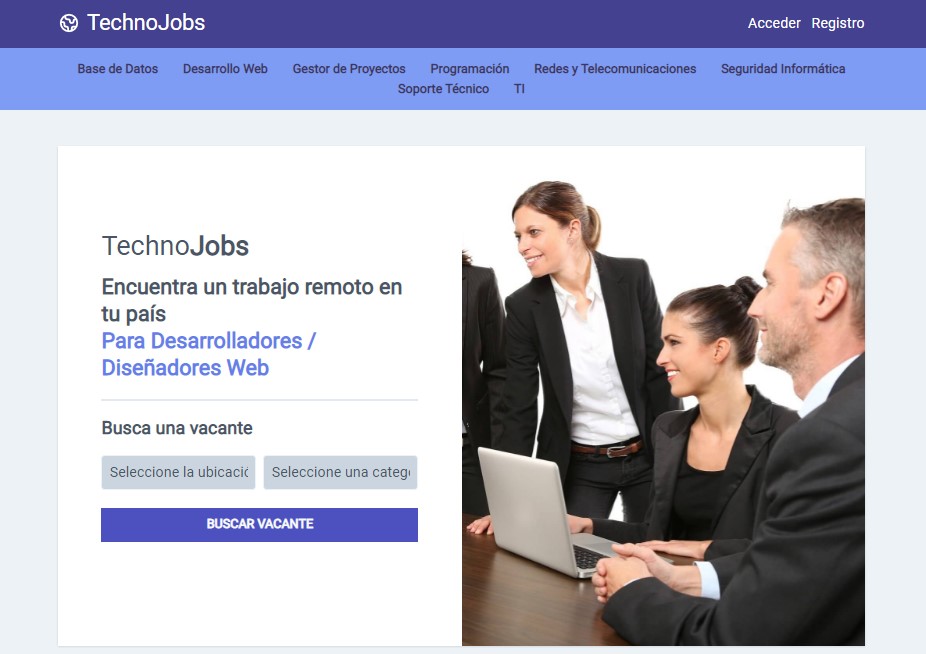 TechnoJobs
Acceder Registro
Base de Datos Desarrollo Web Gestor de Proyectos Programación Redes y Telecomunicaciones Seguridad Informática
Soporte Técnico TI
TechnoJobs
Encuentra un trabajo remoto en
tu país
Para Desarrolladores /
Diseñadores Web
Busca una vacante
Seleccione la ubicació Seleccione una catego
BUSCAR VACANTE